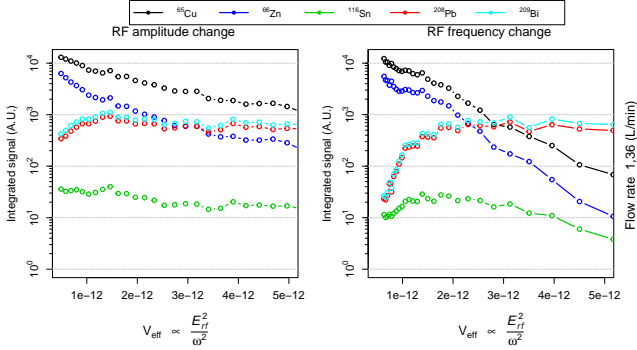 ⁶⁵Cu ⁶⁶Zn ¹¹⁶Sn ²⁰⁸Pb ²⁰⁹Bi
RF amplitude change
Integrated signal (A.U.)
10⁴
10³
10²
10¹
10⁰
1e−12 2e−12 3e−12 4e−12 5e−12
V_eff ∝ E_rf² / ω²
RF frequency change
Integrated signal (A.U.)
10⁴
10³
10²
10¹
10⁰
1e−12 2e−12 3e−12 4e−12 5e−12
V_eff ∝ E_rf² / ω²
Flow rate 1,36 (L/min)